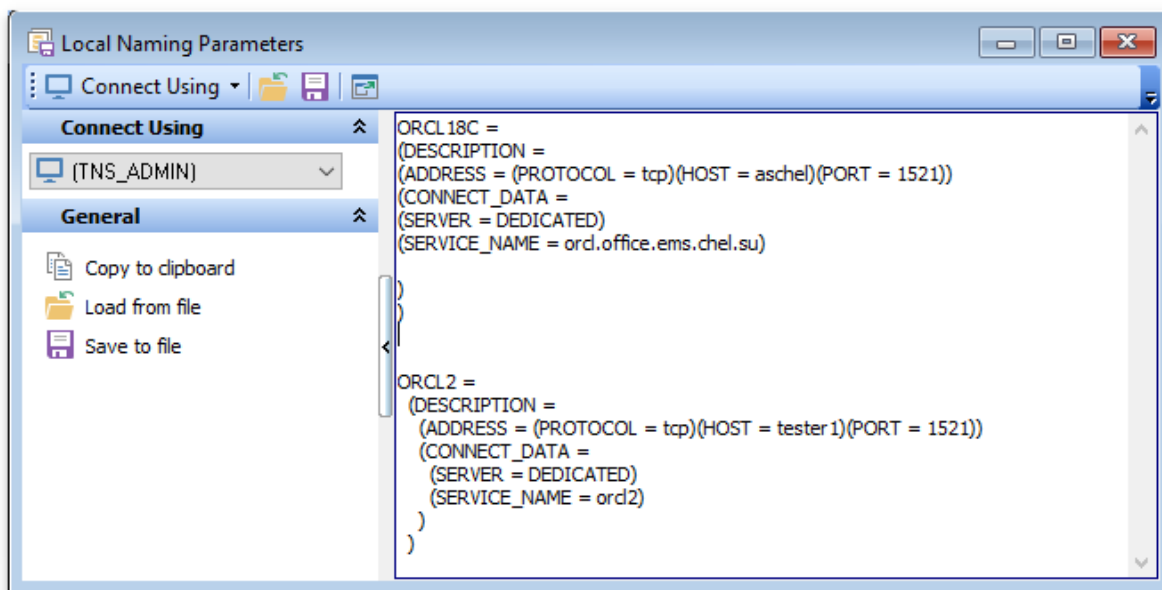 Local Naming Parameters
Connect Using
Connect Using
(TNS_ADMIN)
General
Copy to clipboard
Load from file
Save to file
ORCL18C =
(DESCRIPTION =
(ADDRESS = (PROTOCOL = tcp)(HOST = aschel)(PORT = 1521))
(CONNECT_DATA =
(SERVER = DEDICATED)
(SERVICE_NAME = orcl.office.ems.chel.su)
)
)
ORCL2 =
(DESCRIPTION =
(ADDRESS = (PROTOCOL = tcp)(HOST = tester1)(PORT = 1521))
(CONNECT_DATA =
(SERVER = DEDICATED)
(SERVICE_NAME = orcl2)
)
)